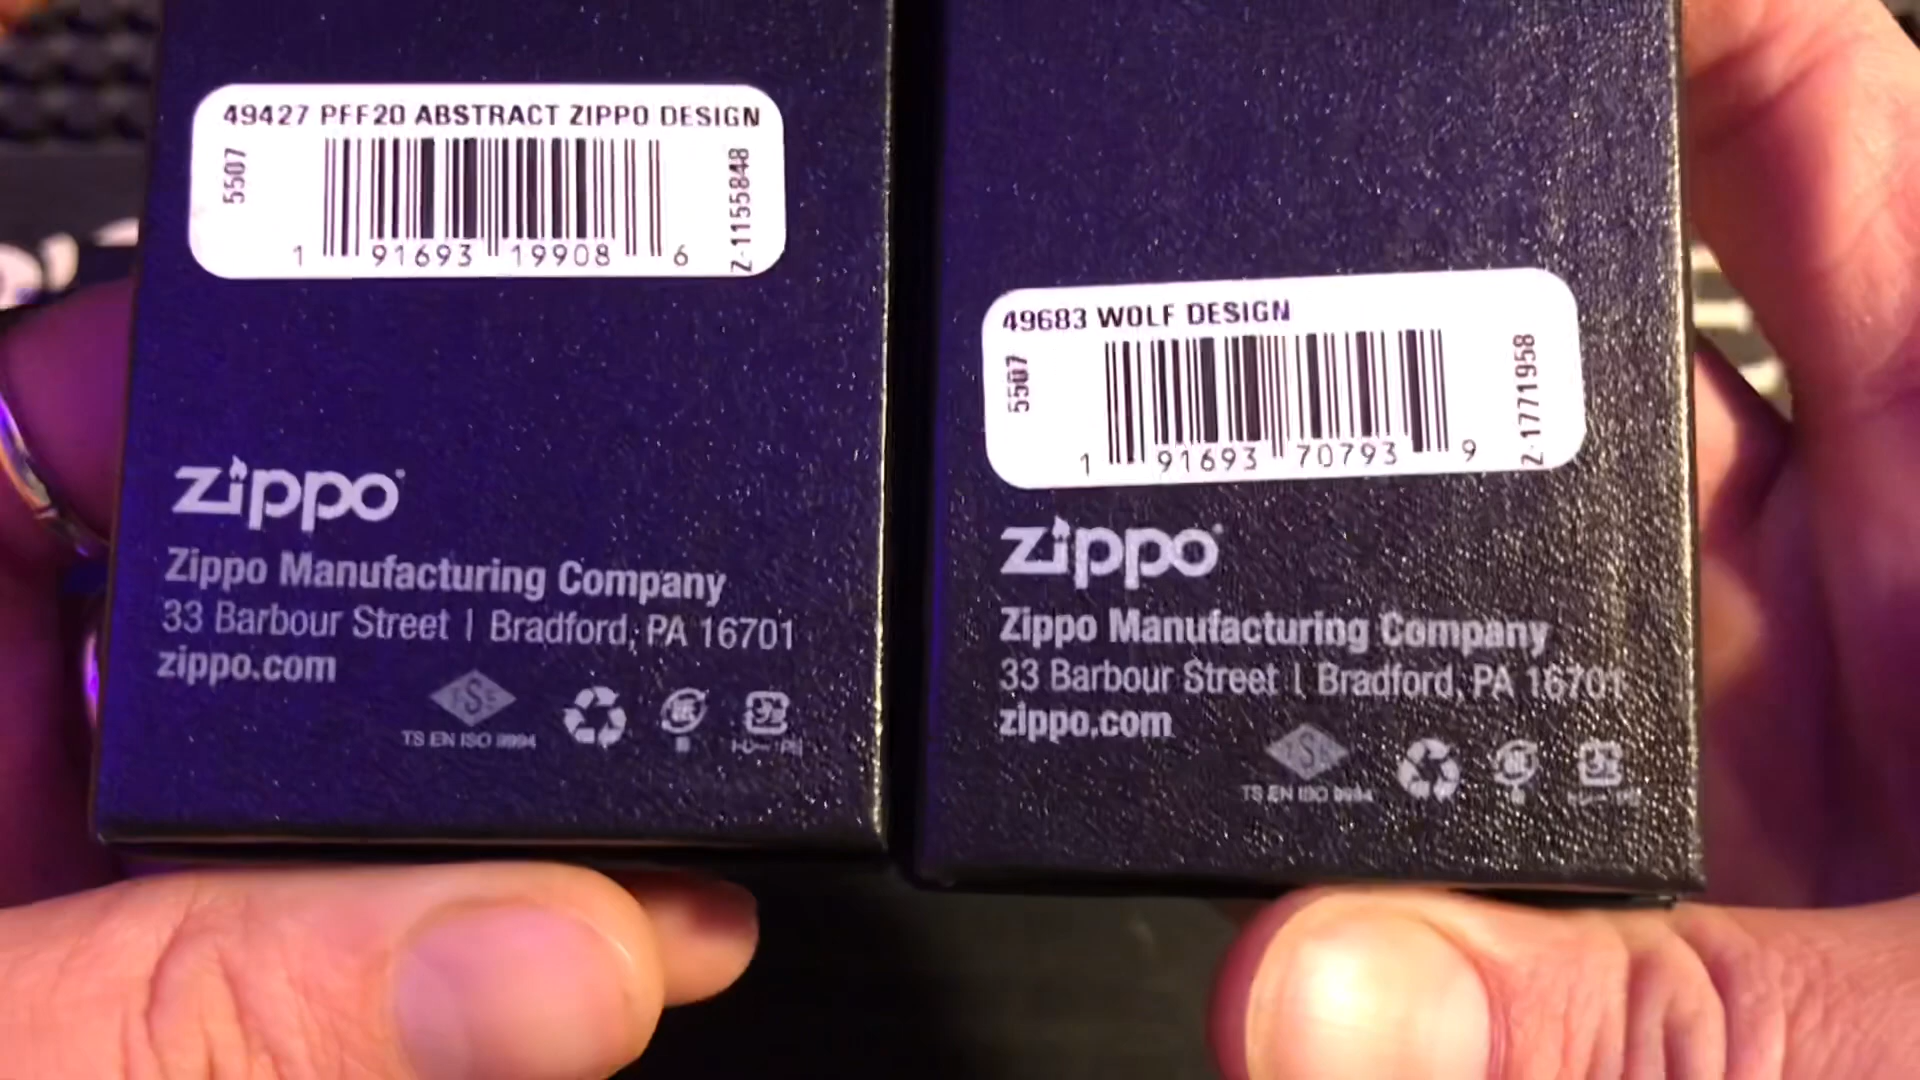 49427 PFF20 ABSTRACT ZIPPO DESIGN
5507
Z-1155848
1 91693 19908 6
zippo
Zippo Manufacturing Company
33 Barbour Street | Bradford, PA 16701
zippo.com
TS EN ISO 9994
49683 WOLF DESIGN
5507
Z-1771958
1 91693 70793 9
zippo
Zippo Manufacturing Company
33 Barbour Street | Bradford, PA 16701
zippo.com
TS EN ISO 9994